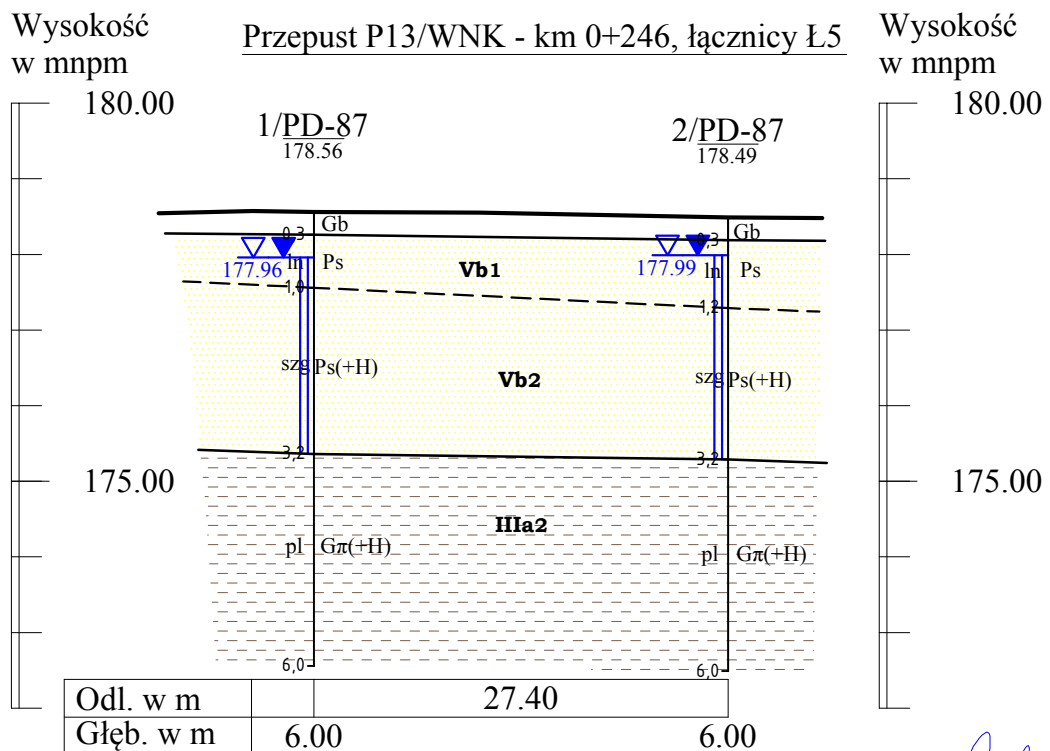 Wysokość
w mnpm
Przepust P13/WNK - km 0+246, łącznicy Ł5
Wysokość
w mnpm
180.00
180.00
1/PD-87
178.56
2/PD-87
178.49
Gb
Gb
0,3
0,3
177.96
ln
Ps
Vb1
177.99
ln
Ps
1,0
1,2
szg
Ps(+H)
Vb2
szg
Ps(+H)
3,2
3,2
175.00
175.00
IIIa2
pl
Gπ(+H)
pl
Gπ(+H)
6,0
6,0
Odl. w m
27.40
Głęb. w m
6.00
6.00